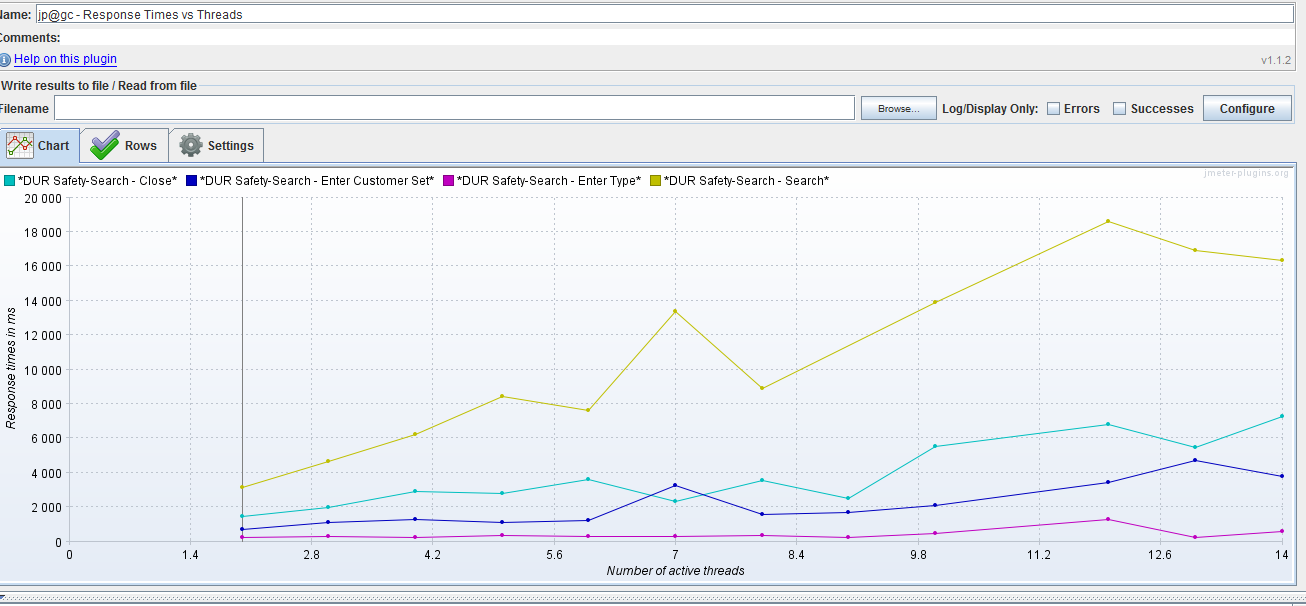 Name: jp@gc - Response Times vs Threads
Comments:
Help on this plugin
v1.1.2
Write results to file / Read from file
Filename Browse... Log/Display Only: Errors Successes Configure
Chart Rows Settings
jmeter-plugins.org
*DUR Safety-Search - Close* *DUR Safety-Search - Enter Customer Set* *DUR Safety-Search - Enter Type* *DUR Safety-Search - Search*
20 000
18 000
16 000
14 000
12 000
10 000
8 000
6 000
4 000
2 000
0
Response times in ms
0 1.4 2.8 4.2 5.6 7 8.4 9.8 11.2 12.6 14
Number of active threads